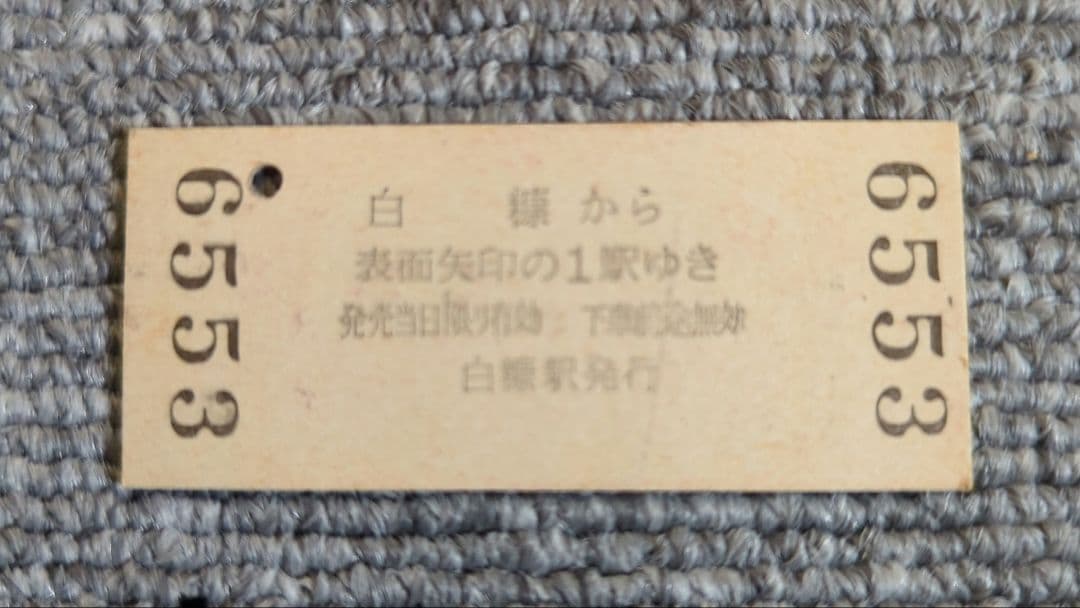 6553
白 糠 から
表面矢印の1駅ゆき
発売当日限り有効 下車前途無効
白糠駅発行
6553